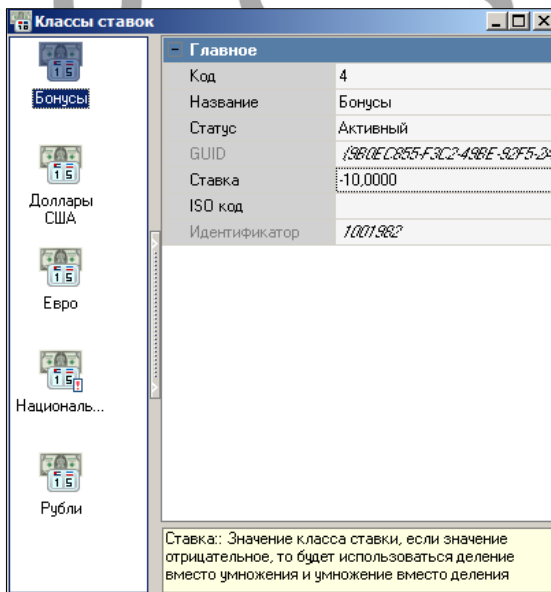 Классы ставок
Бонусы
Доллары
США
Евро
Националь...
Рубли
Главное
Код 4
Название Бонусы
Статус Активный
GUID
Ставка -10,0000
ISO код
Идентификатор 1001982
Ставка:: Значение класса ставки, если значение
отрицательное, то будет использоваться деление
вместо умножения и умножение вместо деления